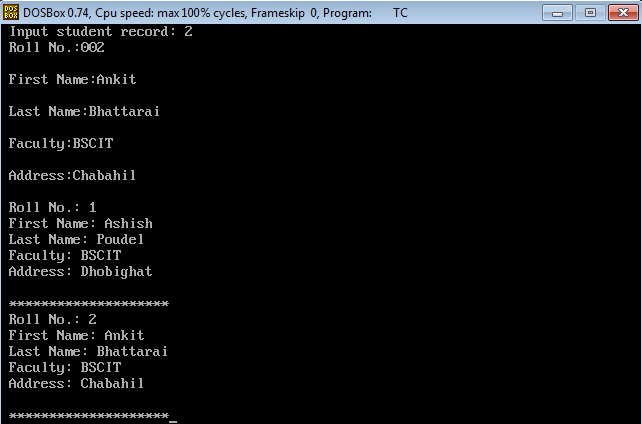 DOSBox 0.74, Cpu speed: max 100% cycles, Frameskip 0, Program: TC
Input student record: 2
Roll No.:002
First Name:Ankit
Last Name:Bhattarai
Faculty:BSCIT
Address:Chabahil
Roll No.: 1
First Name: Ashish
Last Name: Poudel
Faculty: BSCIT
Address: Dhobighat
********************
Roll No.: 2
First Name: Ankit
Last Name: Bhattarai
Faculty: BSCIT
Address: Chabahil
********************_